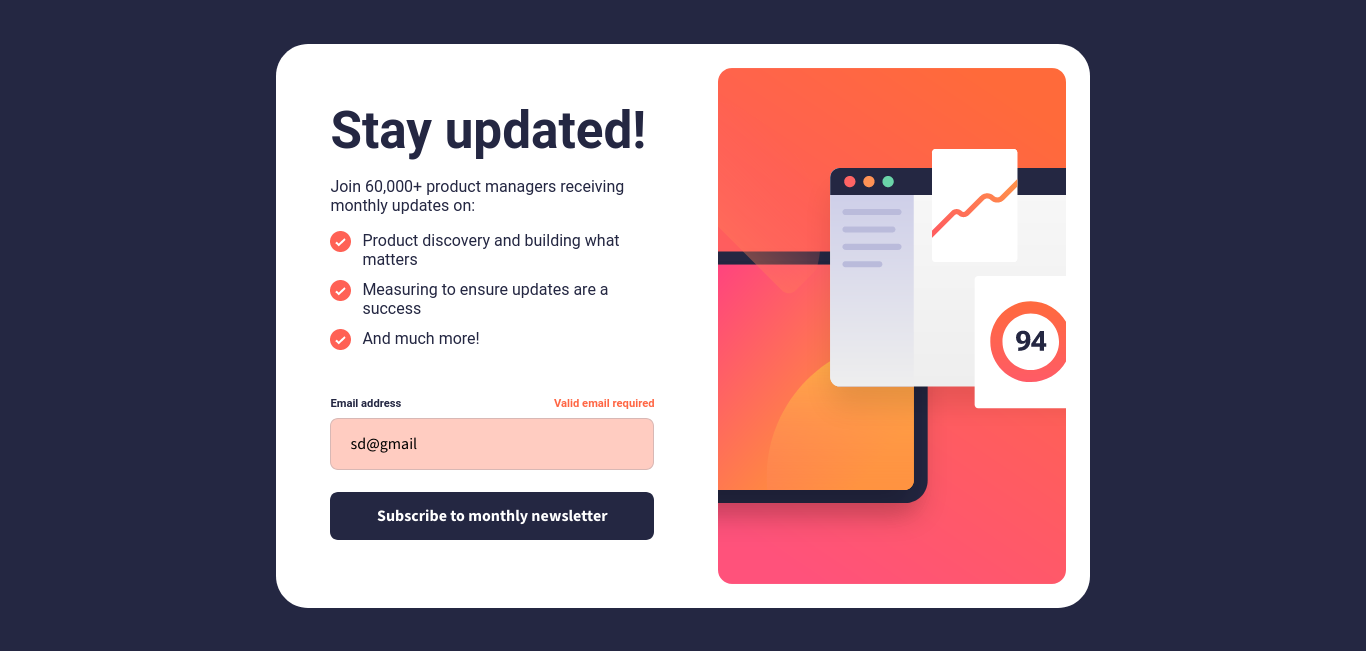 Stay updated!
Join 60,000+ product managers receiving
monthly updates on:
Product discovery and building what
matters
Measuring to ensure updates are a
success
And much more!
Email address
Valid email required
sd@gmail
Subscribe to monthly newsletter
94